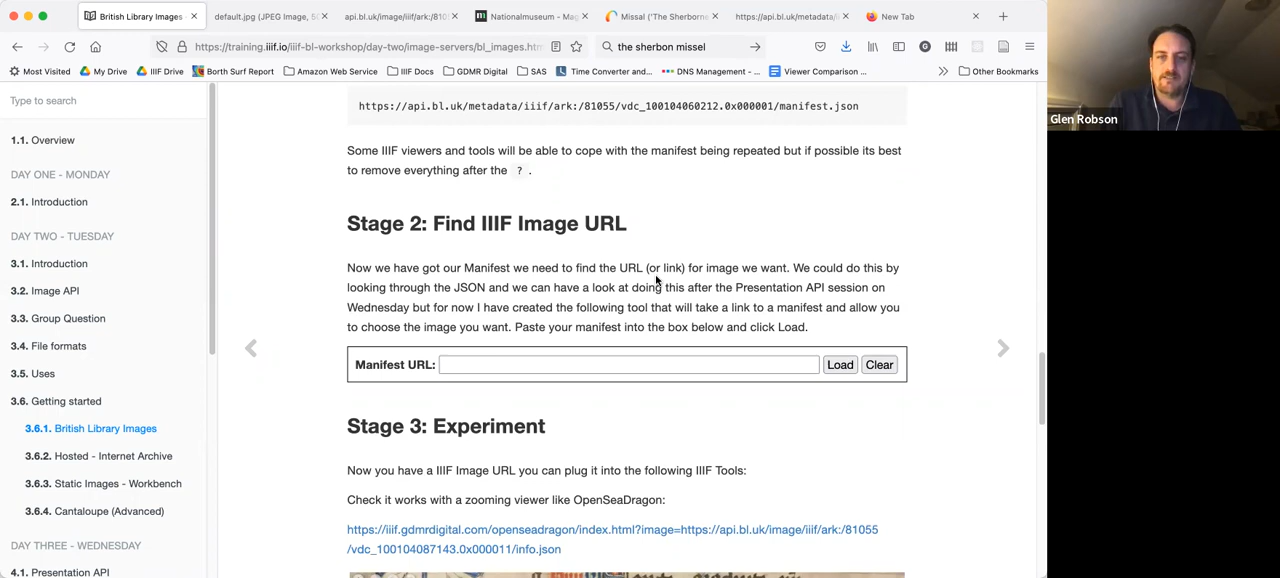 British Library Images
default.jpg (JPEG Image, 50
api.bl.uk/image/iiif/ark:/810
Nationalmuseum - Mag
Missal ('The Sherborne
https://api.bl.uk/metadata/i
New Tab
https://training.iiif.io/iiif-bl-workshop/day-two/image-servers/bl_images.htm
the sherbon missel
Most Visited
My Drive
IIIF Drive
Borth Surf Report
Amazon Web Service
IIIF Docs
GDMR Digital
SAS
Time Converter and...
DNS Management - ...
Viewer Comparison ...
Other Bookmarks
Type to search
1.1. Overview
DAY ONE - MONDAY
2.1. Introduction
DAY TWO - TUESDAY
3.1. Introduction
3.2. Image API
3.3. Group Question
3.4. File formats
3.5. Uses
3.6. Getting started
3.6.1. British Library Images
3.6.2. Hosted - Internet Archive
3.6.3. Static Images - Workbench
3.6.4. Cantaloupe (Advanced)
DAY THREE - WEDNESDAY
4.1. Presentation API
https://api.bl.uk/metadata/iiif/ark:/81055/vdc_100104060212.0x000001/manifest.json
Some IIIF viewers and tools will be able to cope with the manifest being repeated but if possible its best
to remove everything after the ? .
Stage 2: Find IIIF Image URL
Now we have got our Manifest we need to find the URL (or link) for image we want. We could do this by
looking through the JSON and we can have a look at doing this after the Presentation API session on
Wednesday but for now I have created the following tool that will take a link to a manifest and allow you
to choose the image you want. Paste your manifest into the box below and click Load.
Manifest URL:
Load
Clear
Stage 3: Experiment
Now you have a IIIF Image URL you can plug it into the following IIIF Tools:
Check it works with a zooming viewer like OpenSeaDragon:
https://iiif.gdmrdigital.com/openseadragon/index.html?image=https://api.bl.uk/image/iiif/ark:/81055
/vdc_100104087143.0x000011/info.json
Glen Robson